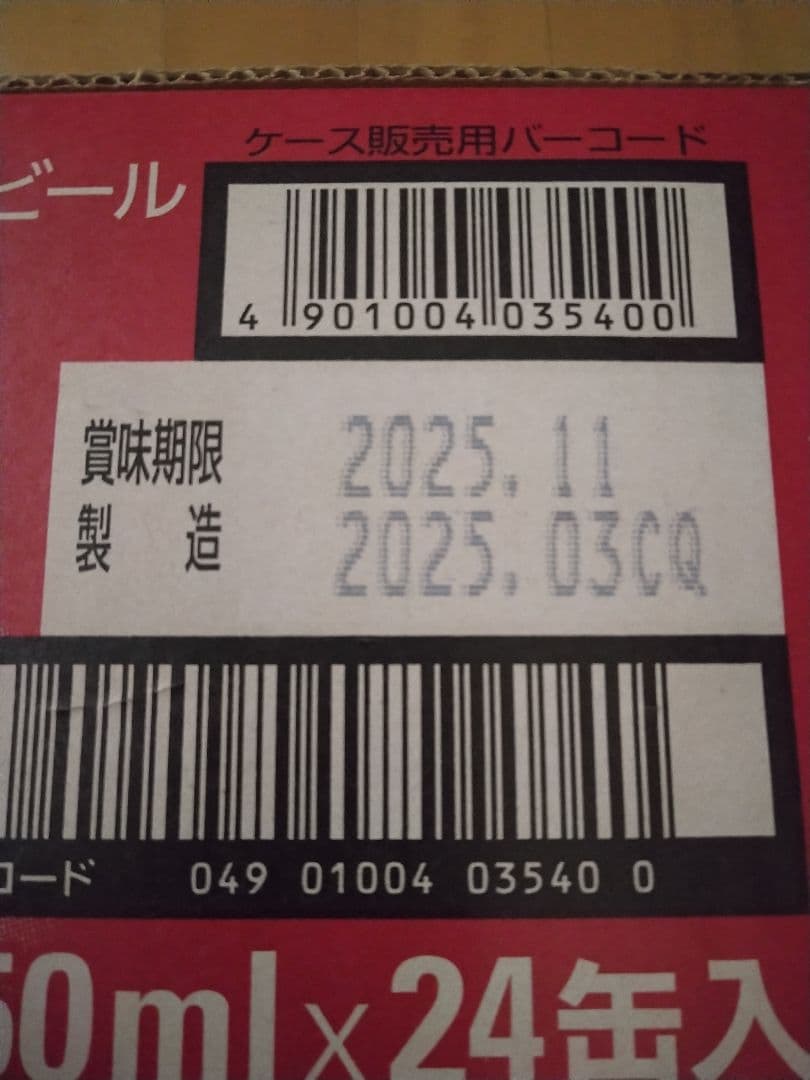 ケース販売用バーコード
ビール
4 901004 035400
賞味期限 2025.11
製造 2025.03CQ
コード 049 01004 03540 0
50ml×24缶入